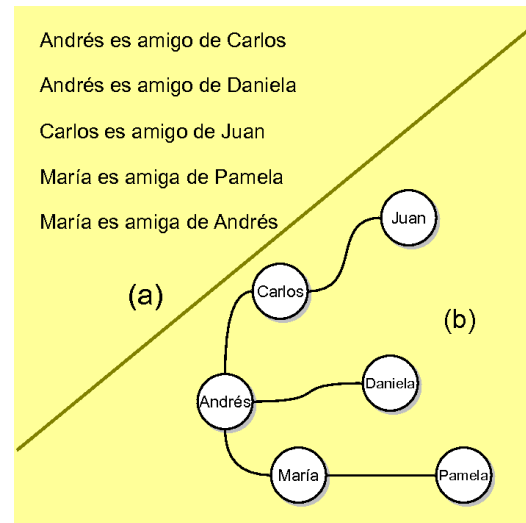 Andrés es amigo de Carlos
Andrés es amigo de Daniela
Carlos es amigo de Juan
María es amiga de Pamela
María es amiga de Andrés
(a)
Juan
Carlos
(b)
Daniela
Andrés
María
Pamela